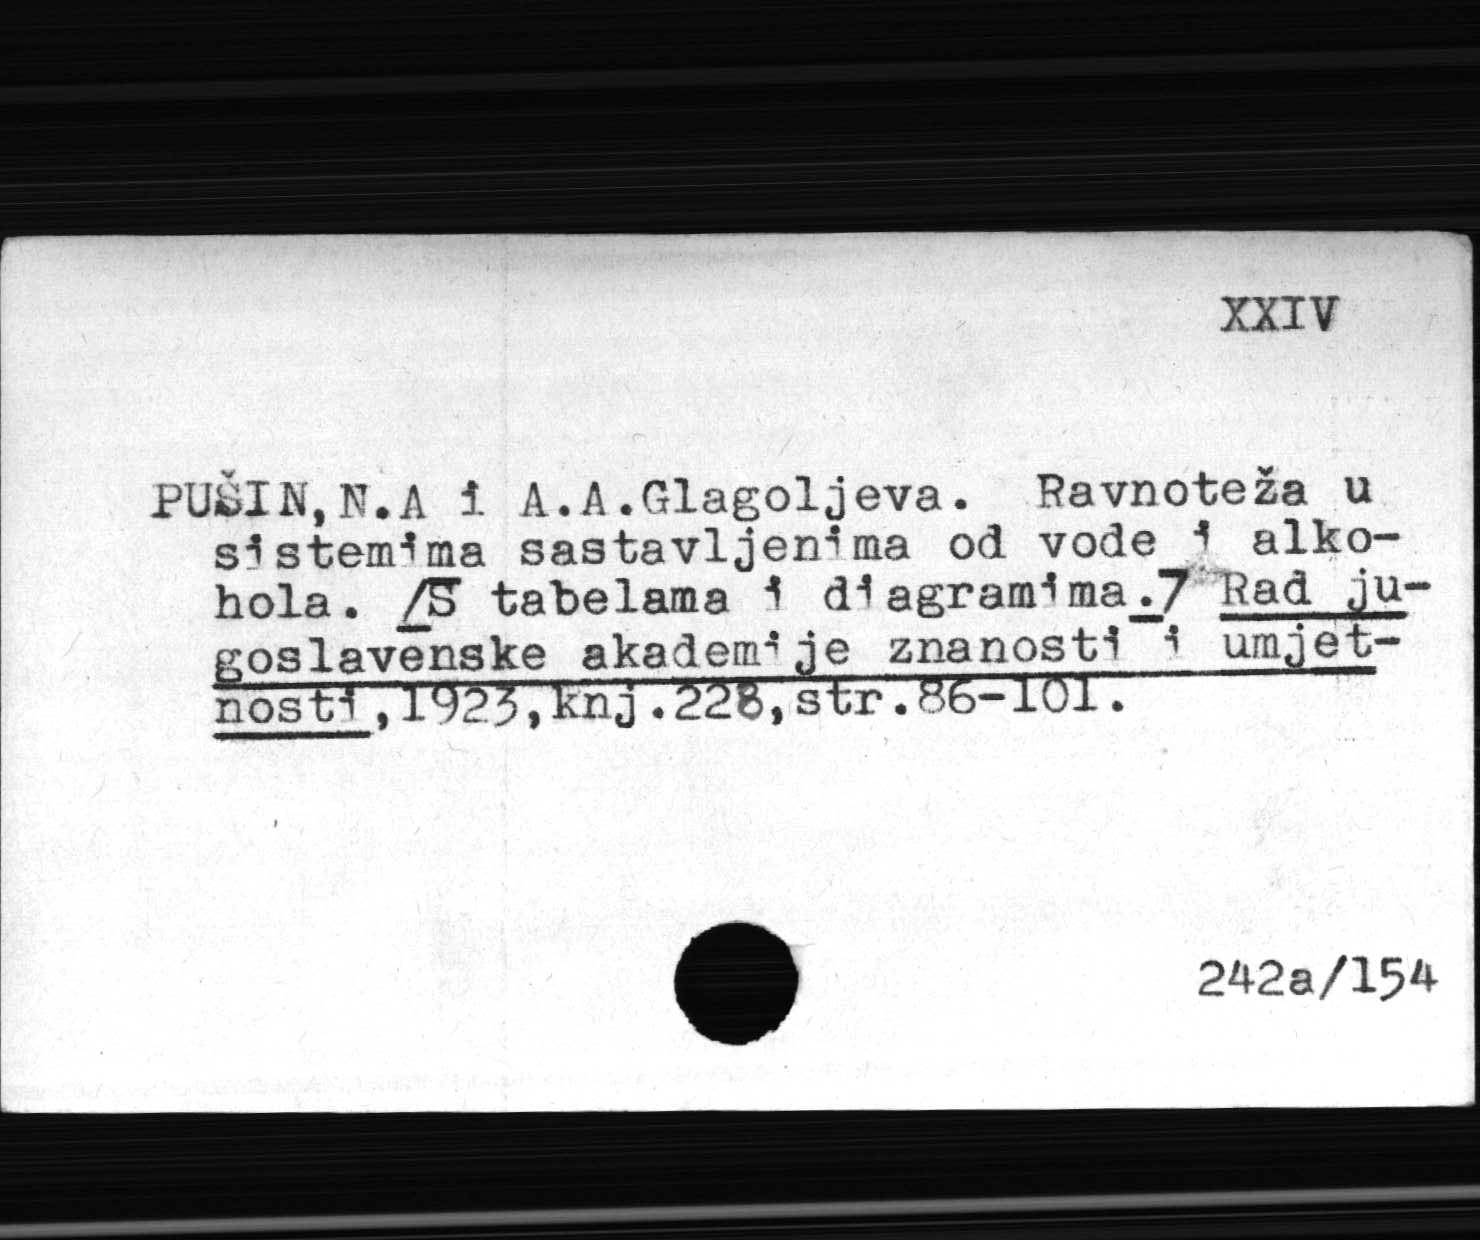 XXIV
PUŠIN,N.A i A.A.Glagoljeva. Ravnoteža u
sistemima sastavljenima od vode i alko-
hola. /S tabelama i diagramima.7 Rad ju-
goslavenske akademije znanosti i umjet-
nosti,1923,knj.228,str.86-101.
242a/154